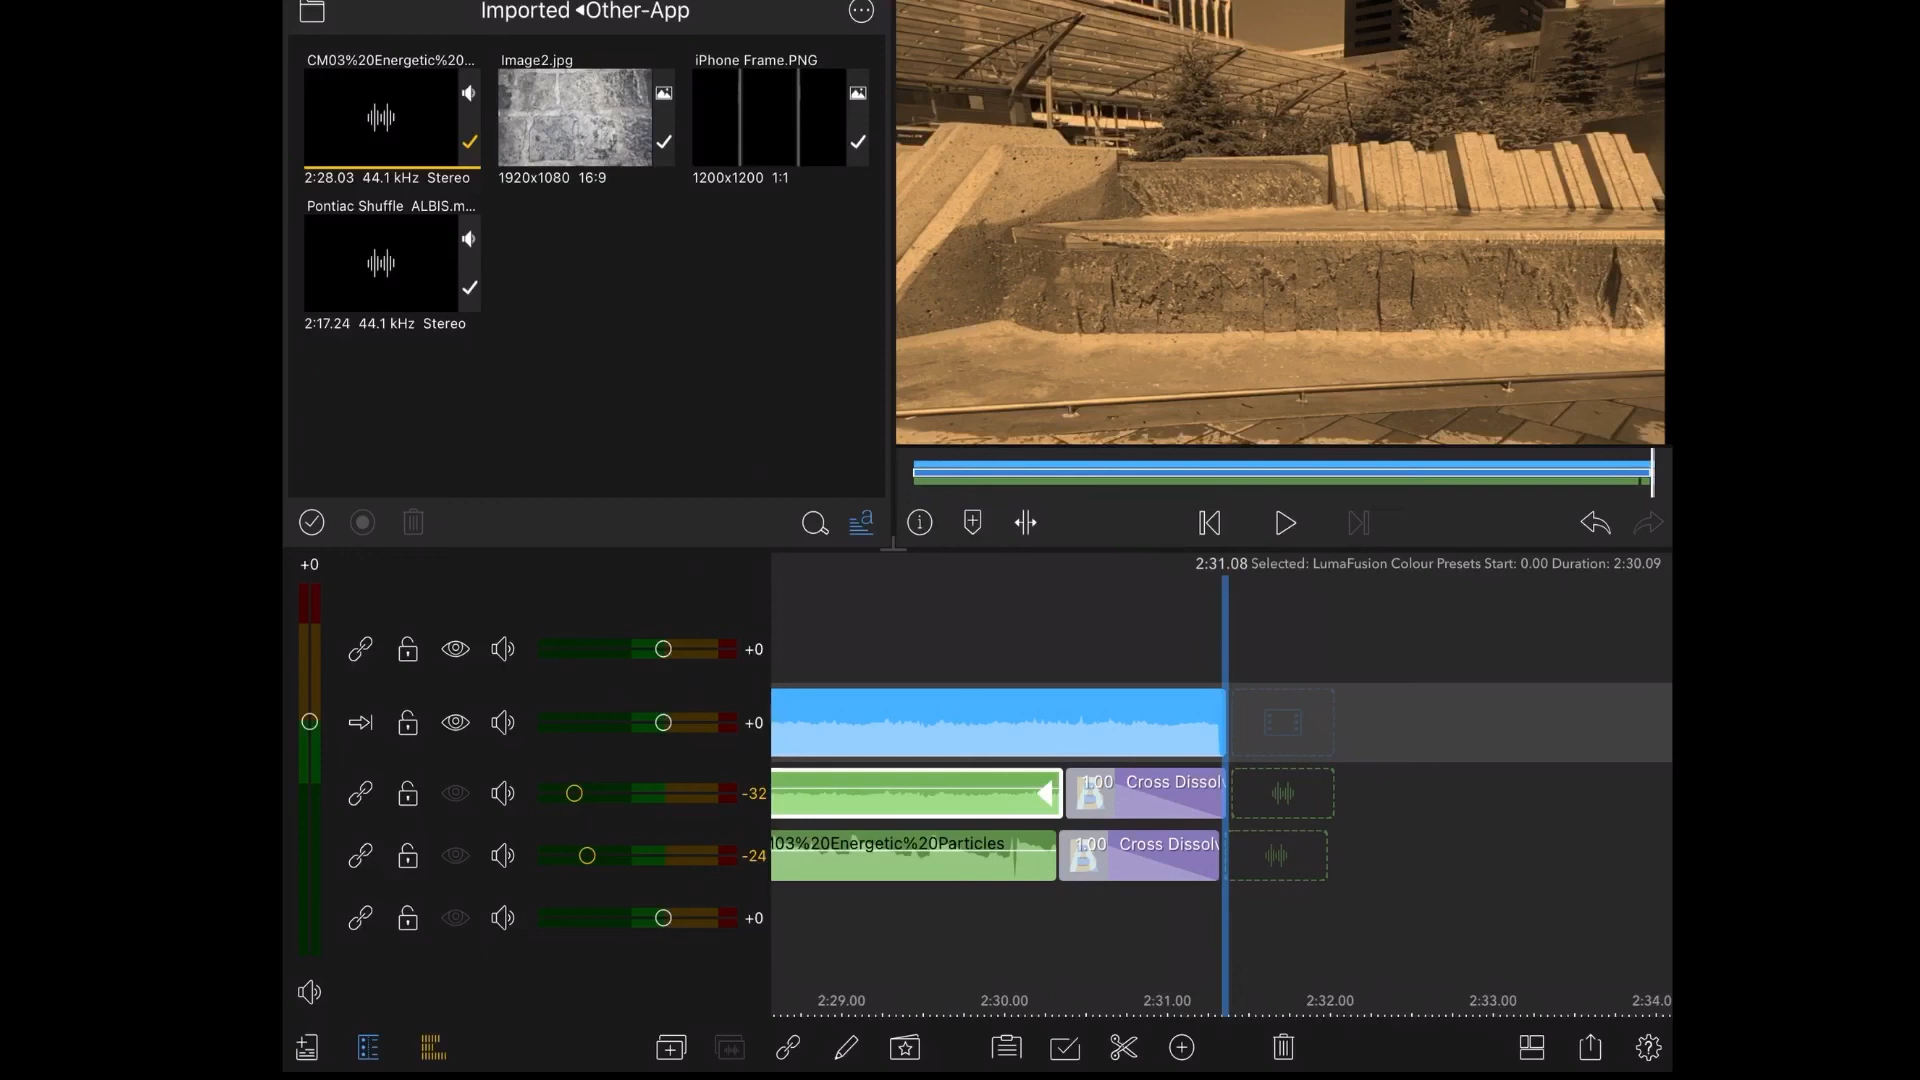 Imported ◂Other-App
CM03%20Energetic%20...
Image2.jpg
iPhone Frame.PNG
2:28.03 44.1 kHz Stereo
1920x1080 16:9
1200x1200 1:1
Pontiac Shuffle ALBIS.m...
2:17.24 44.1 kHz Stereo
a
+0
2:31.08 Selected: LumaFusion Colour Presets Start: 0.00 Duration: 2:30.09
+0
+0
-32
1.00 Cross Dissol
-24
03%20Energetic%20Particles
1.00 Cross Dissol
+0
2:29.00 2:30.00 2:31.00 2:32.00 2:33.00 2:34.0